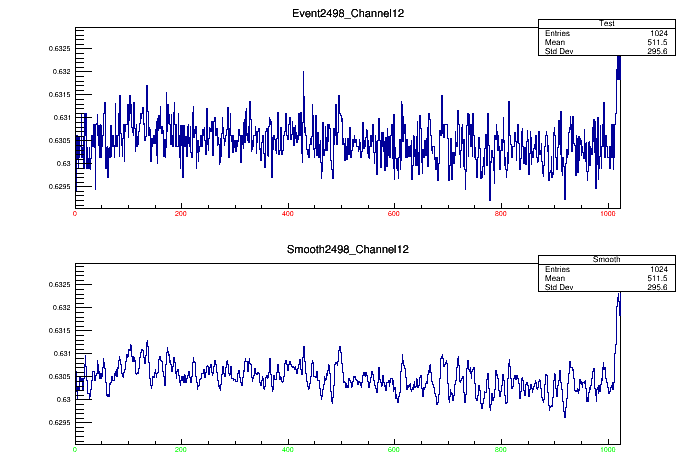 Event2498_Channel12
Test
Entries 1024
Mean 511.5
Std Dev 295.6
0.6325
0.632
0.6315
0.631
0.6305
0.63
0.6295
0 200 400 600 800 1000
Smooth2498_Channel12
Smooth
Entries 1024
Mean 511.5
Std Dev 295.6
0.6325
0.632
0.6315
0.631
0.6305
0.63
0.6295
0 200 400 600 800 1000